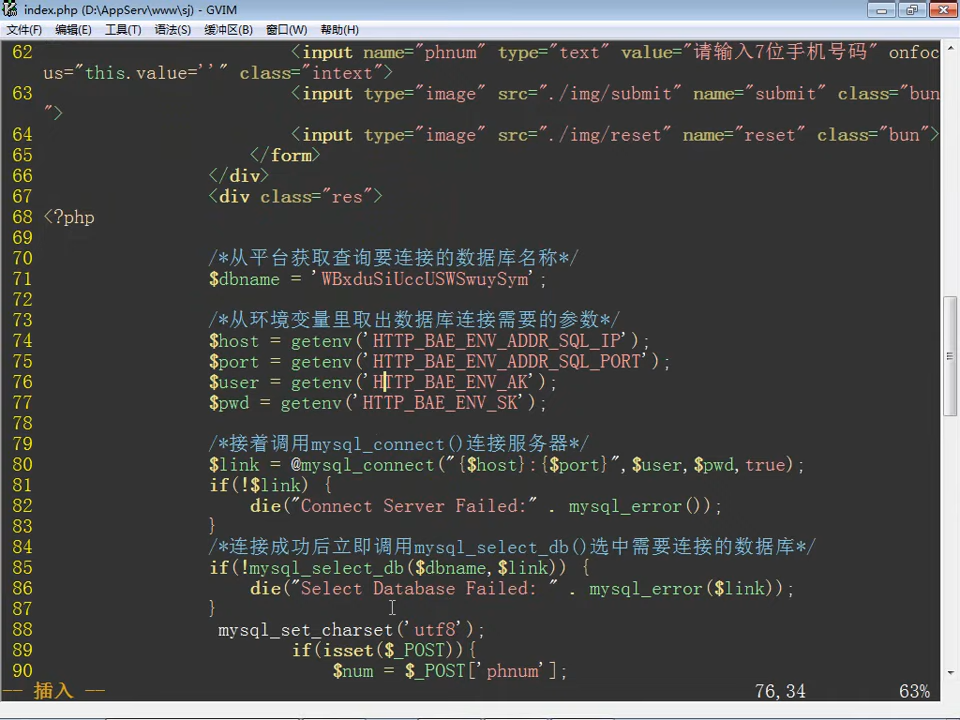 index.php (D:\AppServ\www\sj) - GVIM
文件(F) 编辑(E) 工具(T) 语法(S) 缓冲区(B) 窗口(W) 帮助(H)
62 <input name="phnum" type="text" value="请输入7位手机号码" onfoc
us="this.value=''" class="intext">
63 <input type="image" src="./img/submit" name="submit" class="bun
">
64 <input type="image" src="./img/reset" name="reset" class="bun">
65 </form>
66 </div>
67 <div class="res">
68 <?php
69
70 /*从平台获取查询要连接的数据库名称*/
71 $dbname = 'WBxduSiUccUSWSwuySym';
72
73 /*从环境变量里取出数据库连接需要的参数*/
74 $host = getenv('HTTP_BAE_ENV_ADDR_SQL_IP');
75 $port = getenv('HTTP_BAE_ENV_ADDR_SQL_PORT');
76 $user = getenv('HTTP_BAE_ENV_AK');
77 $pwd = getenv('HTTP_BAE_ENV_SK');
78
79 /*接着调用mysql_connect()连接服务器*/
80 $link = @mysql_connect("{$host}:{$port}",$user,$pwd,true);
81 if(!$link) {
82 die("Connect Server Failed:" . mysql_error());
83 }
84 /*连接成功后立即调用mysql_select_db()选中需要连接的数据库*/
85 if(!mysql_select_db($dbname,$link)) {
86 die("Select Database Failed: " . mysql_error($link));
87 }
88 mysql_set_charset('utf8');
89 if(isset($_POST)){
90 $num = $_POST['phnum'];
-- 插入 -- 76,34 63%